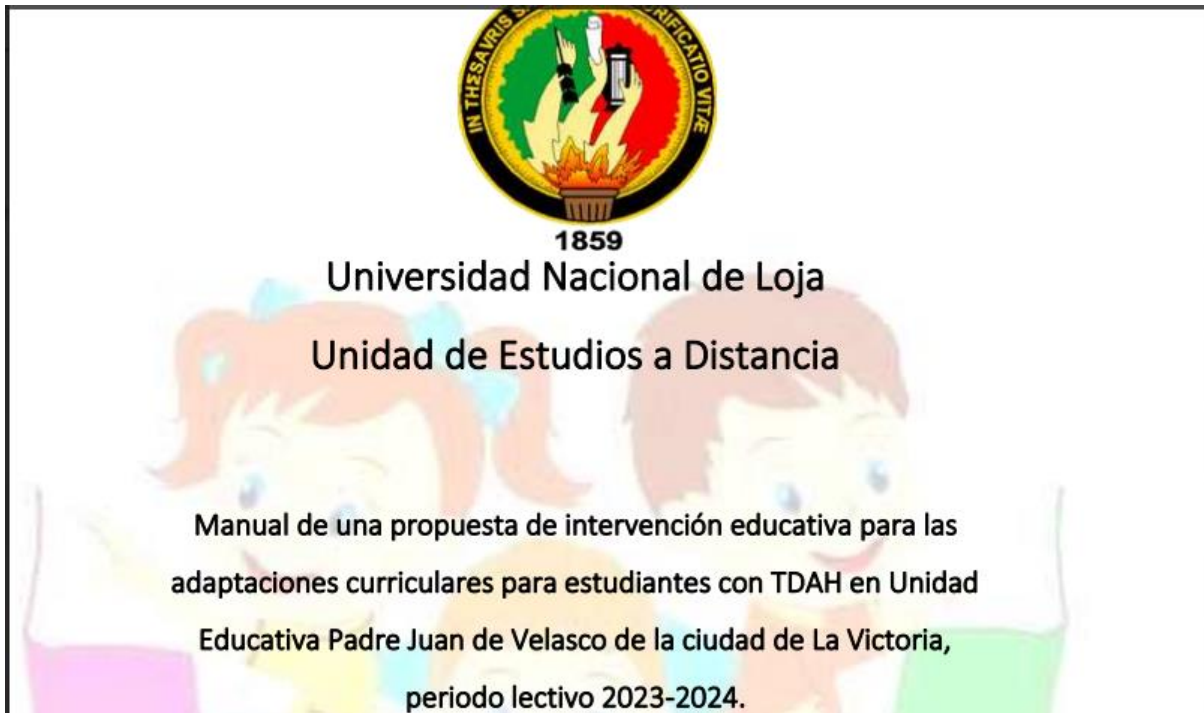 IN THΣSAVRIS S
ORIFICATIO VITÆ
1859
Universidad Nacional de Loja
Unidad de Estudios a Distancia
Manual de una propuesta de intervención educativa para las
adaptaciones curriculares para estudiantes con TDAH en Unidad
Educativa Padre Juan de Velasco de la ciudad de La Victoria,
periodo lectivo 2023-2024.